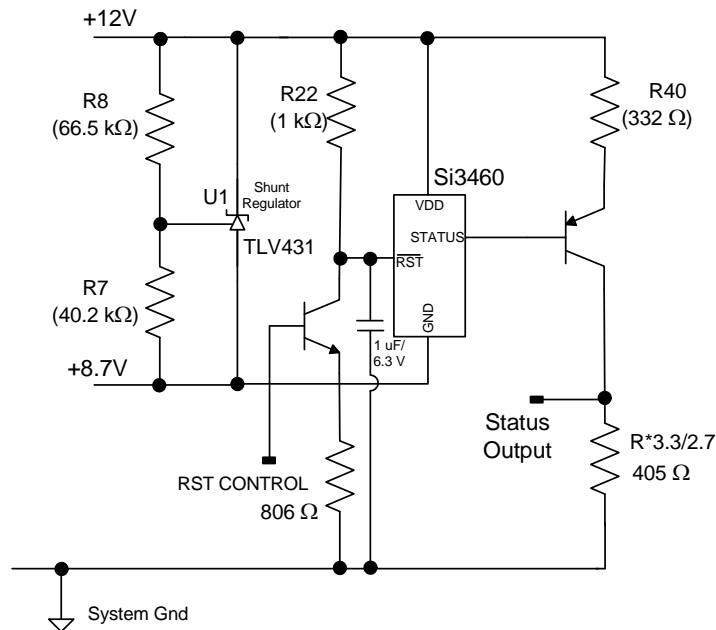 +12V
R8
(66.5 kΩ)
R22
(1 kΩ)
R40
(332 Ω)
Si3460
VDD
STATUS
RST
GND
U1
Shunt
Regulator
TLV431
R7
(40.2 kΩ)
1 uF/
6.3 V
+8.7V
Status
Output
R*3.3/2.7
405 Ω
RST CONTROL
806 Ω
System Gnd